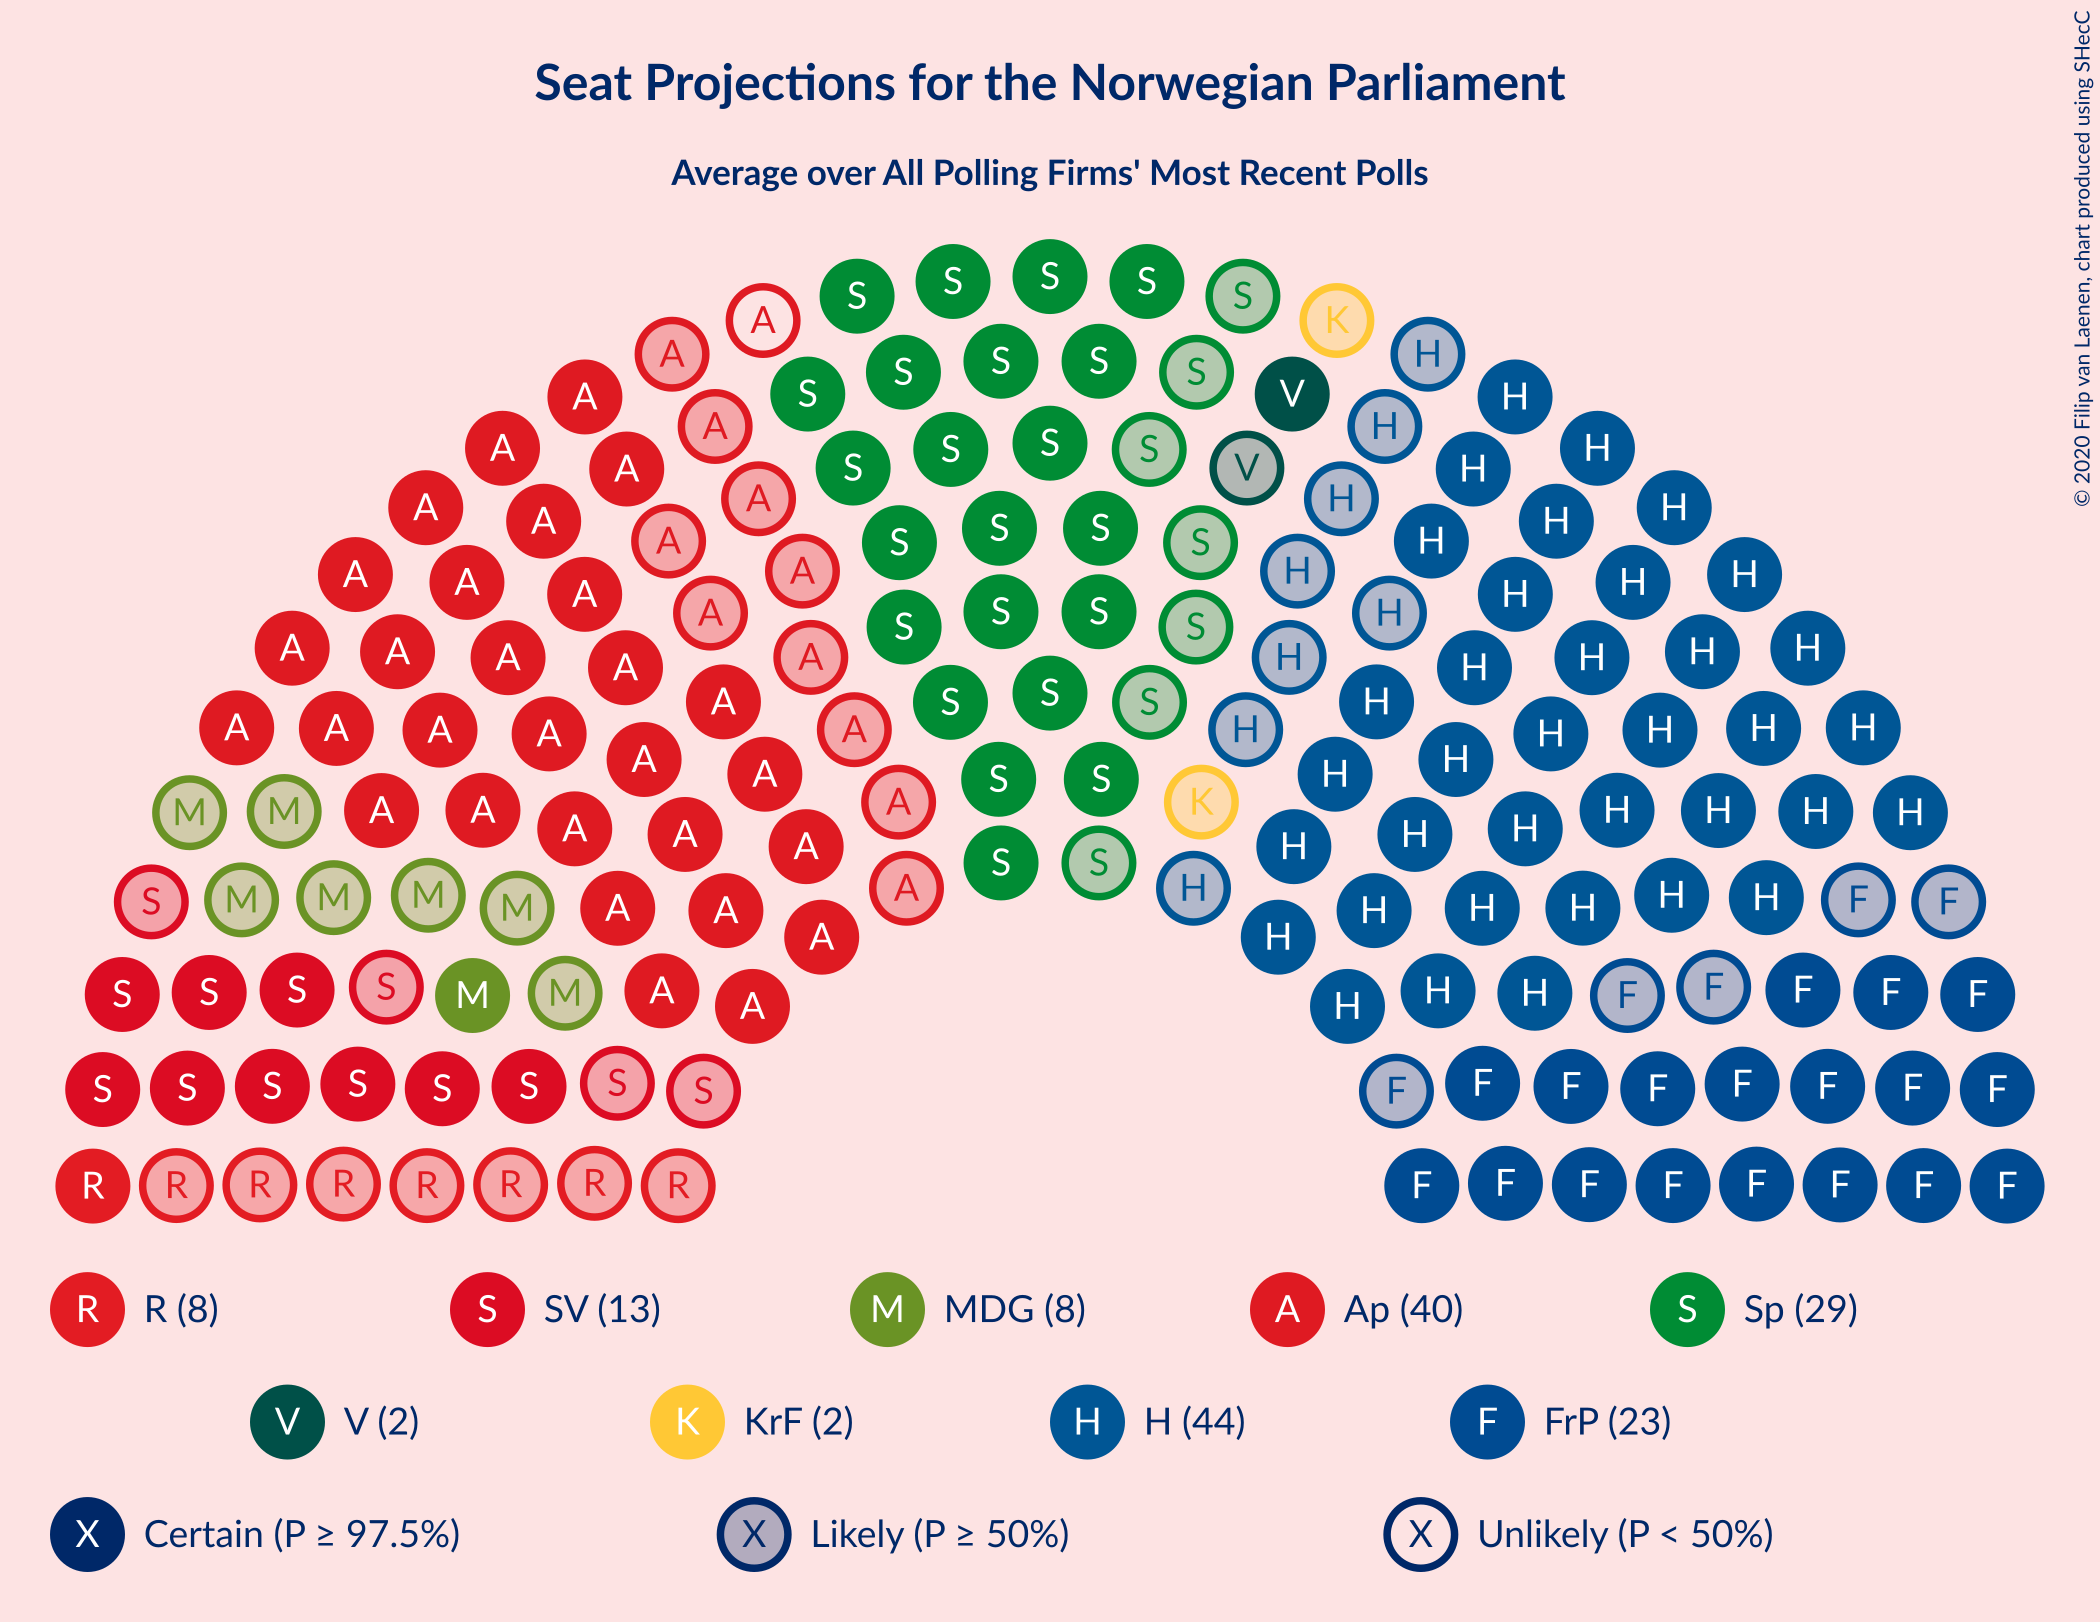 Seat Projections for the Norwegian Parliament
Average over All Polling Firms' Most Recent Polls
© 2020 Filip van Laenen, chart produced using SHecC
S S S S S
A K
A S S S S H
A S V H
A A S S S H H
A S V H
A A H H
A A S S S S H H
A A A H H H
A A S S S S H H
A A A A A H H H H H
A S S S H
A A A A A H H H H H
A A S S H H
M M A A A K H H H H
A A A S S H H H
S M M M M A A A H H H H H H F F
A H
S S S S M M A A H H H F F F F F
S S S S S S S S F F F F F F F F
R R R R R R R R F F F F F F F F
R R (8) S SV (13) M MDG (8) A Ap (40) S Sp (29)
V V (2) K KrF (2) H H (44) F FrP (23)
X Certain (P ≥ 97.5%) X Likely (P ≥ 50%) X Unlikely (P < 50%)